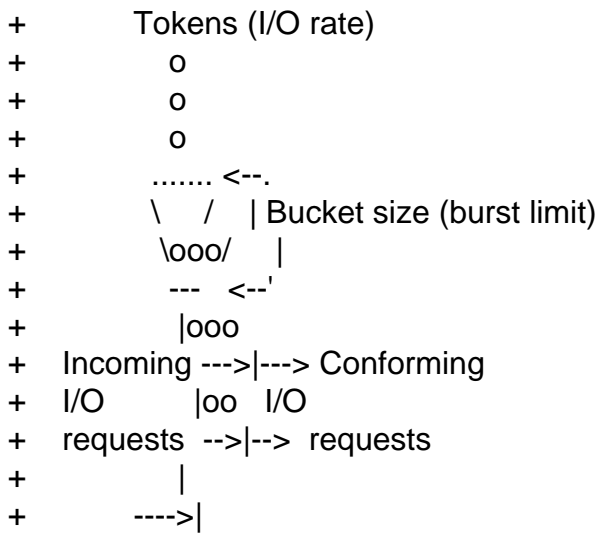 + Tokens (I/O rate)
+ o
+ o
+ o
+ ....... <--.
+ \ / | Bucket size (burst limit)
+ \ooo/ |
+ --- <--'
+ |ooo
+ Incoming --->|---> Conforming
+ I/O |oo I/O
+ requests -->|--> requests
+ |
+ ---->|